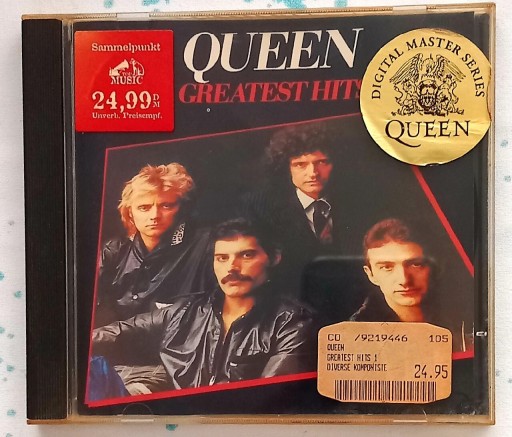 Sammelpunkt
MUSIC
24,99 DM
Unverb. Preisempf.
QUEEN
GREATEST HITS
DIGITAL MASTER SERIES
QUEEN
CD /9219446 105
QUEEN
GREATEST HITS 1
DIVERSE KOMPONISTE
24.95